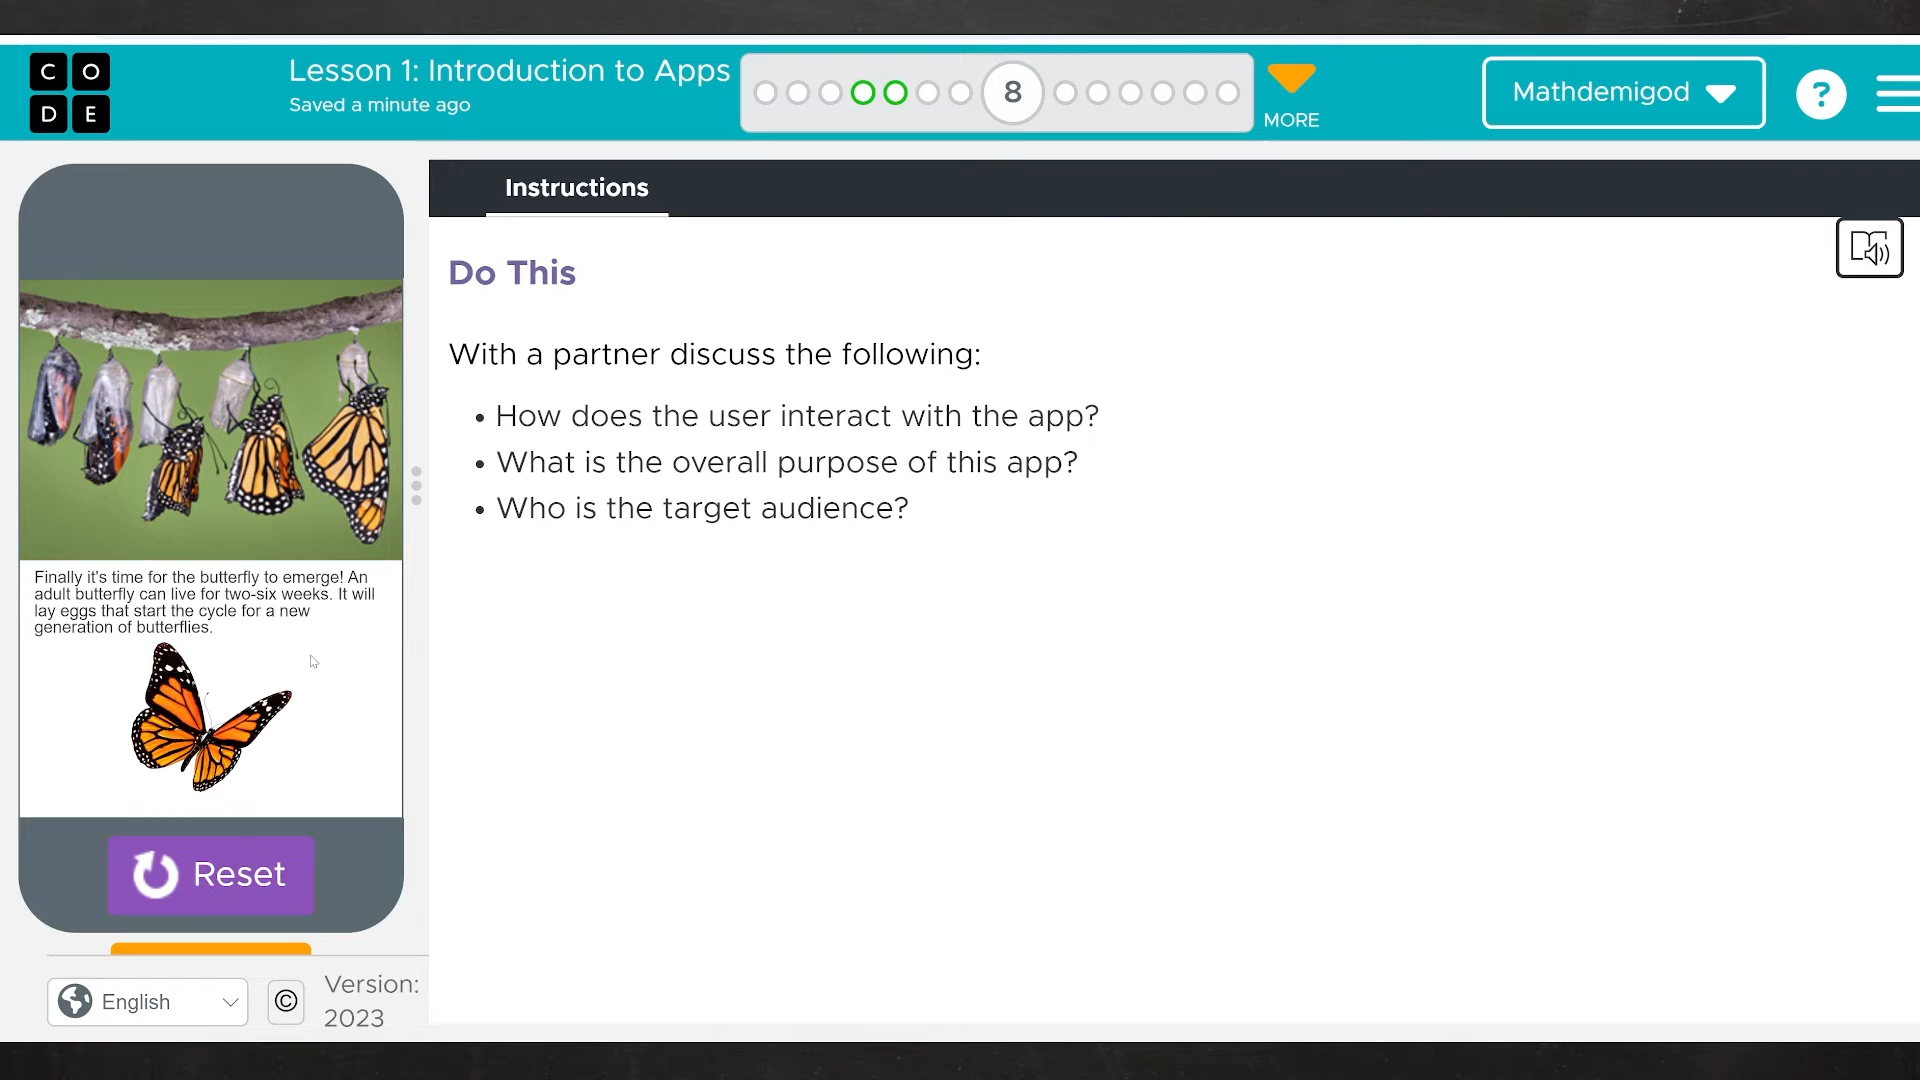 CODE
Lesson 1: Introduction to Apps
Saved a minute ago
8
MORE
Mathdemigod
?
Instructions
Do This
With a partner discuss the following:
• How does the user interact with the app?
• What is the overall purpose of this app?
• Who is the target audience?
Finally it's time for the butterfly to emerge! An
adult butterfly can live for two-six weeks. It will
lay eggs that start the cycle for a new
generation of butterflies.
Reset
English
©
Version:
2023